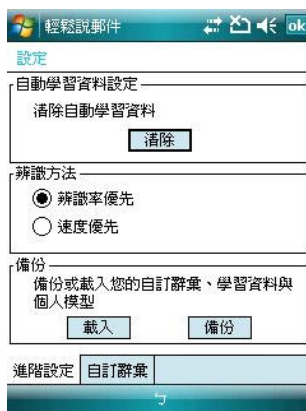 輕鬆說郵件
ok
設定
自動學習資料設定
清除自動學習資料
清除
辨識方法
辨識率優先
速度優先
備份
備份或載入您的自訂辭彙、學習資料與
個人模型
載入
備份
進階設定
自訂辭彙
ㄅ